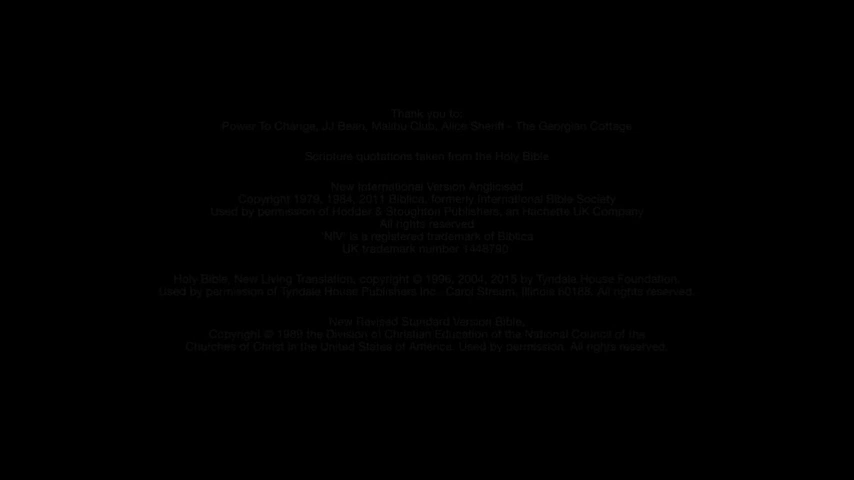 Thank you to:
Power To Change, JJ Bean, Malibu Club, Alice Sheriff - The Georgian Cottage
Scripture quotations taken from the Holy Bible
New International Version Anglicised
Copyright 1979, 1984, 2011 Biblica, formerly International Bible Society
Used by permission of Hodder & Stoughton Publishers, an Hachette UK Company
All rights reserved
'NIV' is a registered trademark of Biblica
UK trademark number 1448790
Holy Bible, New Living Translation, copyright © 1996, 2004, 2015 by Tyndale House Foundation.
Used by permission of Tyndale House Publishers Inc., Carol Stream, Illinois 60188. All rights reserved.
New Revised Standard Version Bible,
Copyright © 1989 the Division of Christian Education of the National Council of the
Churches of Christ in the United States of America. Used by permission. All rights reserved.